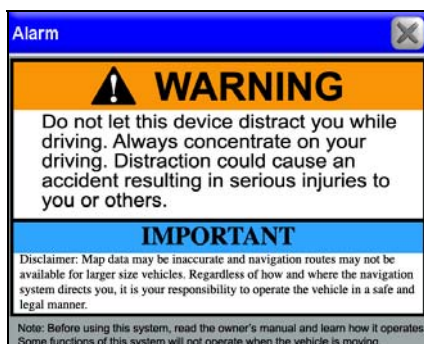 Alarm
WARNING
Do not let this device distract you while
driving. Always concentrate on your
driving. Distraction could cause an
accident resulting in serious injuries to
you or others.
IMPORTANT
Disclaimer: Map data may be inaccurate and navigation routes may not be
available for larger size vehicles. Regardless of how and where the navigation
system directs you, it is your responsibility to operate the vehicle in a safe and
legal manner.
Note: Before using this system, read the owner's manual and learn how it operates
Some functions of this system will not operate when the vehicle is moving.